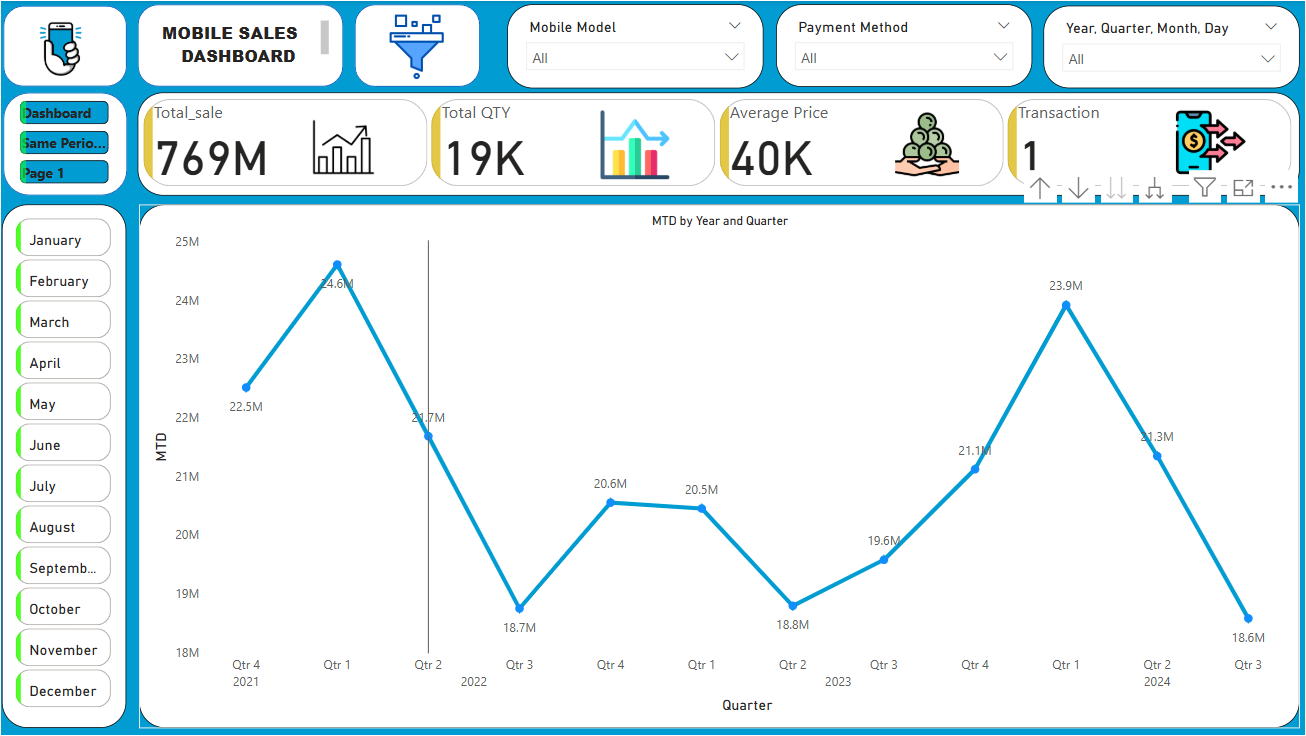 MOBILE SALES
DASHBOARD
Mobile Model
All
Payment Method
All
Year, Quarter, Month, Day
All
Dashboard
Same Perio...
Page 1
Total_sale
769M
Total QTY
19K
Average Price
40K
Transaction
1
$
January
February
March
April
May
June
July
August
Septemb...
October
November
December
MTD by Year and Quarter
MTD
25M
24M
23M
22M
21M
20M
19M
18M
22.5M
24.6M
21.7M
18.7M
20.6M
20.5M
18.8M
19.6M
21.1M
23.9M
21.3M
18.6M
Qtr 4 Qtr 1 Qtr 2 Qtr 3 Qtr 4 Qtr 1 Qtr 2 Qtr 3 Qtr 4 Qtr 1 Qtr 2 Qtr 3
2021 2022 2023 2024
Quarter